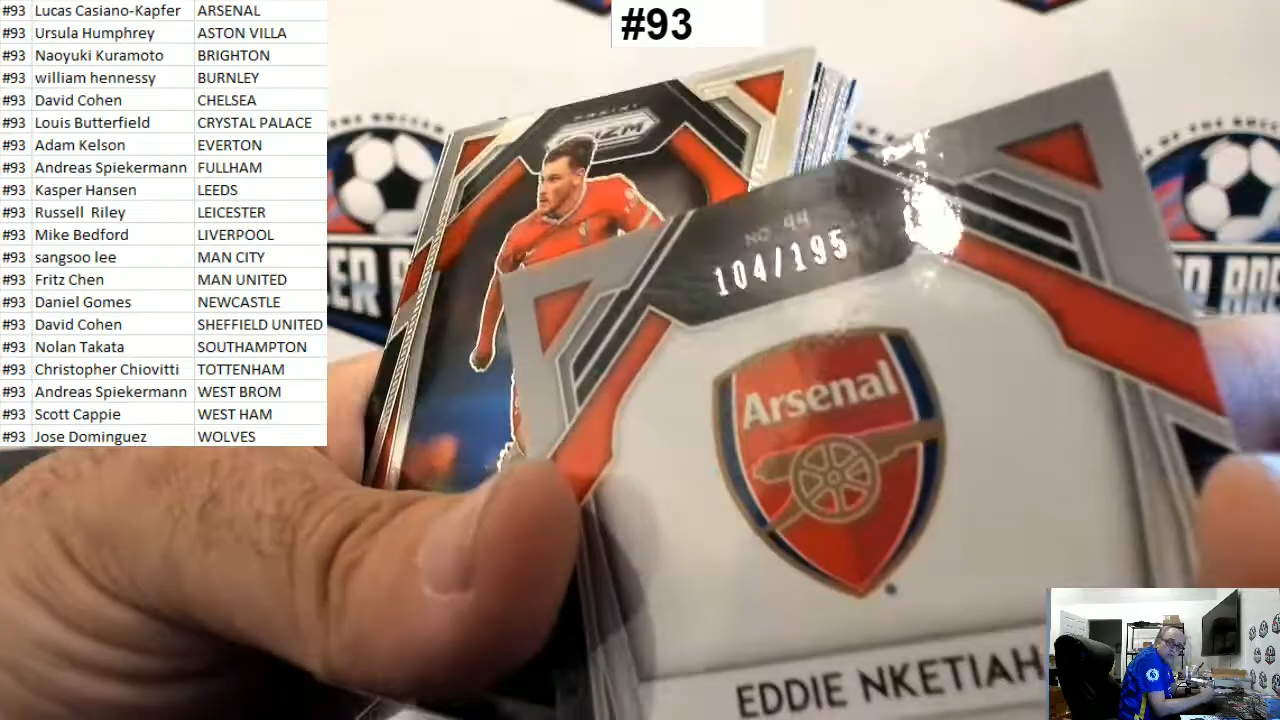 #93 Lucas Casiano-Kapfer ARSENAL
#93 Ursula Humphrey ASTON VILLA
#93 Naoyuki Kuramoto BRIGHTON
#93 william hennessy BURNLEY
#93 David Cohen CHELSEA
#93 Louis Butterfield CRYSTAL PALACE
#93 Adam Kelson EVERTON
#93 Andreas Spiekermann FULLHAM
#93 Kasper Hansen LEEDS
#93 Russell Riley LEICESTER
#93 Mike Bedford LIVERPOOL
#93 sangsoo lee MAN CITY
#93 Fritz Chen MAN UNITED
#93 Daniel Gomes NEWCASTLE
#93 David Cohen SHEFFIELD UNITED
#93 Nolan Takata SOUTHAMPTON
#93 Christopher Chiovitti TOTTENHAM
#93 Andreas Spiekermann WEST BROM
#93 Scott Cappie WEST HAM
#93 Jose Dominguez WOLVES
#93
PANINI
PRIZM
NO. 44
104/195
Arsenal
EDDIE NKETIAH